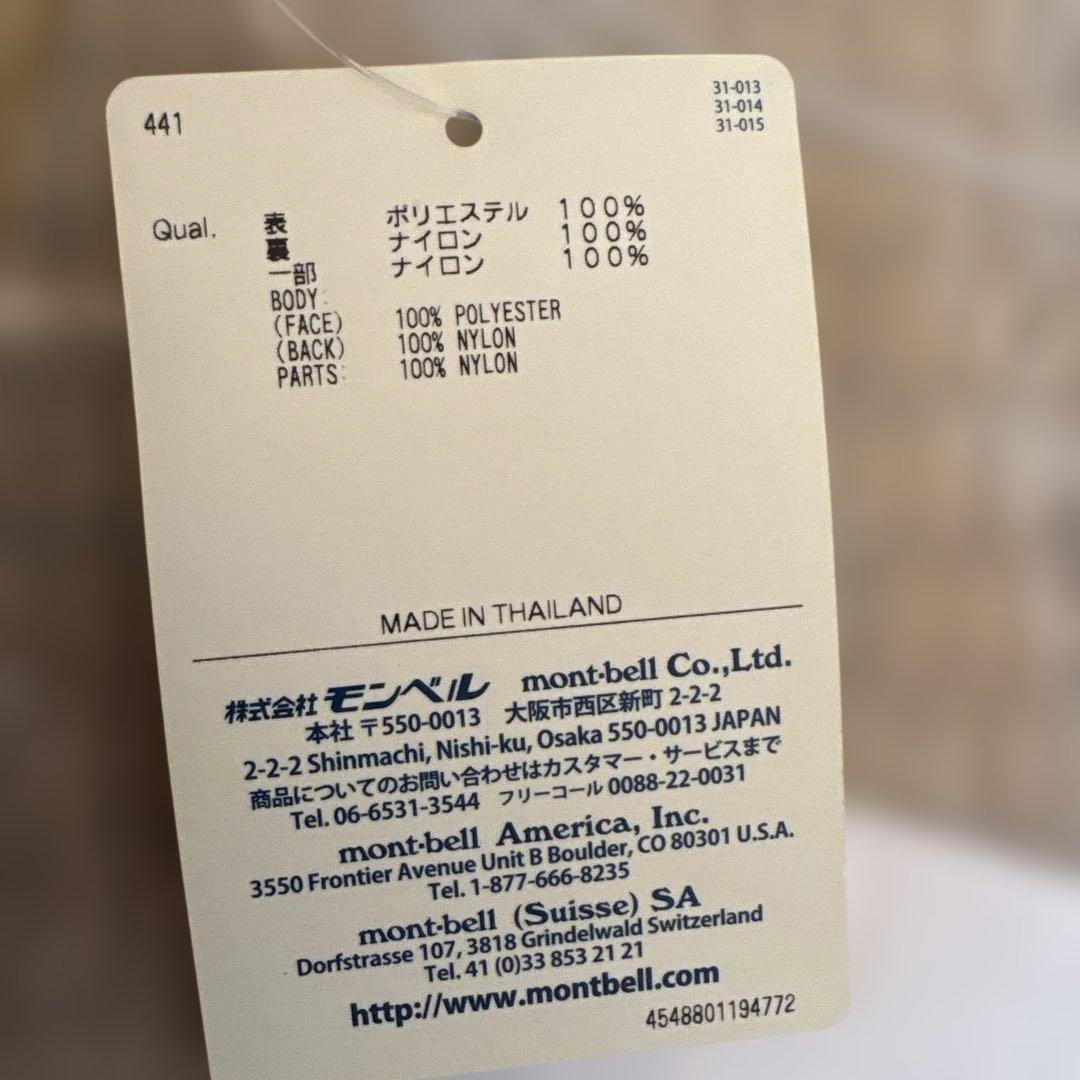 441
31-013
31-014
31-015
Qual. 表 ポリエステル 100%
裏 ナイロン 100%
一部 ナイロン 100%
BODY:
(FACE) 100% POLYESTER
(BACK) 100% NYLON
PARTS: 100% NYLON
MADE IN THAILAND
株式会社 モンベル mont·bell Co.,Ltd.
本社 〒550-0013 大阪市西区新町 2-2-2
2-2-2 Shinmachi, Nishi-ku, Osaka 550-0013 JAPAN
商品についてのお問い合わせはカスタマー・サービスまで
Tel. 06-6531-3544 フリーコール 0088-22-0031
mont·bell America, Inc.
3550 Frontier Avenue Unit B Boulder, CO 80301 U.S.A.
Tel. 1-877-666-8235
mont·bell (Suisse) SA
Dorfstrasse 107, 3818 Grindelwald Switzerland
Tel. 41 (0)33 853 21 21
http://www.montbell.com
4548801194772